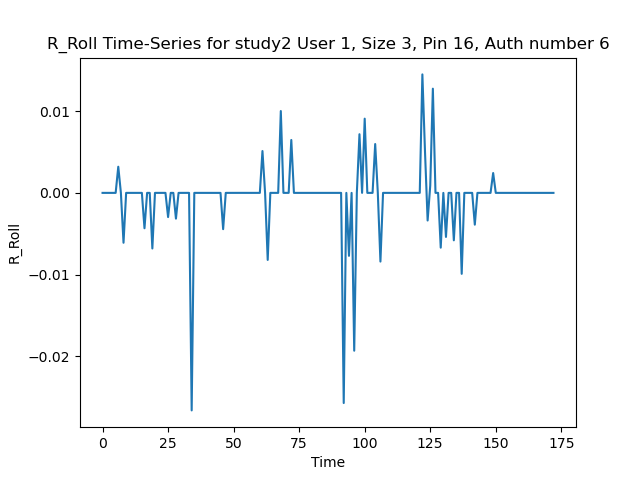 R_Roll Time-Series for study2 User 1, Size 3, Pin 16, Auth number 6
0.01
0.00
−0.01
−0.02
R_Roll
0 25 50 75 100 125 150 175
Time